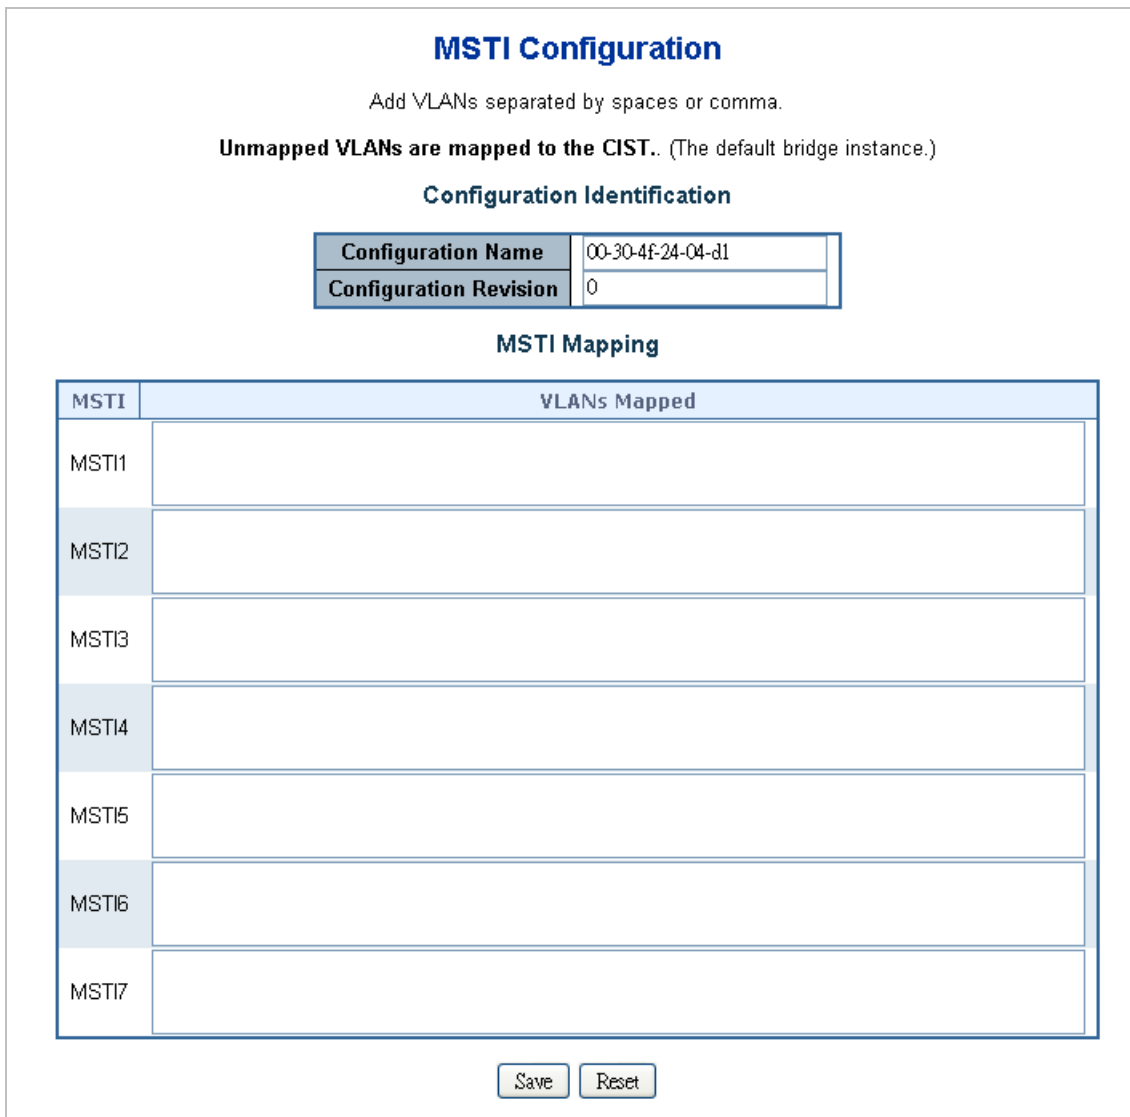 MSTI Configuration
Add VLANs separated by spaces or comma.
Unmapped VLANs are mapped to the CIST.. (The default bridge instance.)
Configuration Identification
Configuration Name 00-30-4f-24-04-d1
Configuration Revision 0
MSTI Mapping
MSTI VLANs Mapped
MSTI1
MSTI2
MSTI3
MSTI4
MSTI5
MSTI6
MSTI7
Save Reset